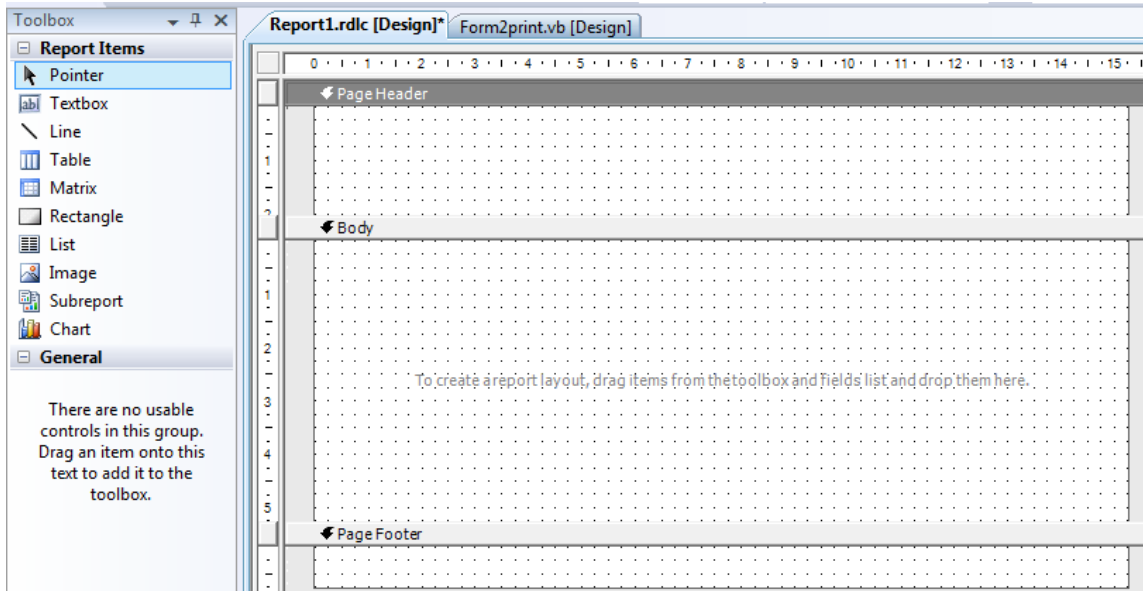 Toolbox
Report Items
Pointer
abl Textbox
Line
Table
Matrix
Rectangle
List
Image
Subreport
Chart
General
There are no usable
controls in this group.
Drag an item onto this
text to add it to the
toolbox.
Report1.rdlc [Design]* Form2print.vb [Design]
0 1 2 3 4 5 6 7 8 9 10 11 12 13 14 15
Page Header
1
2
Body
1
2
To create a report layout, drag items from the toolbox and fields list and drop them here.
3
4
5
Page Footer